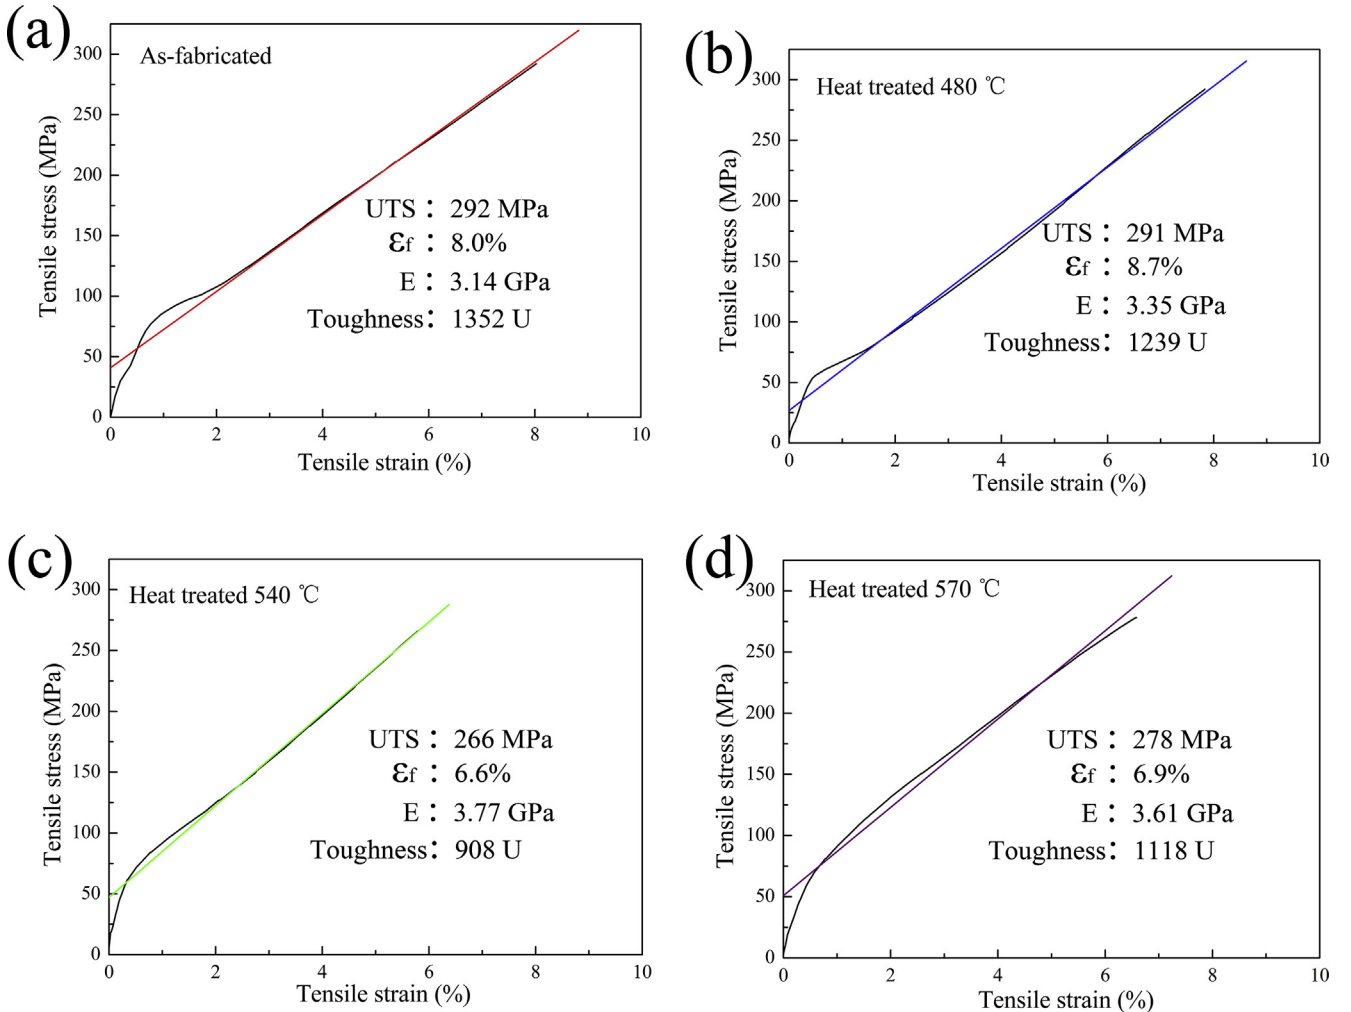 (a)
As-fabricated
Tensile stress (MPa)
300
250
200
150
100
50
0
UTS : 292 MPa
εf : 8.0%
E : 3.14 GPa
Toughness: 1352 U
0 2 4 6 8 10
Tensile strain (%)
(b)
Heat treated 480 ℃
Tensile stress (MPa)
300
250
200
150
100
50
0
UTS : 291 MPa
εf : 8.7%
E : 3.35 GPa
Toughness: 1239 U
0 2 4 6 8 10
Tensile strain (%)
(c)
Heat treated 540 ℃
Tensile stress (MPa)
300
250
200
150
100
50
0
UTS : 266 MPa
εf : 6.6%
E : 3.77 GPa
Toughness: 908 U
0 2 4 6 8 10
Tensile strain (%)
(d)
Heat treated 570 ℃
Tensile stress (MPa)
300
250
200
150
100
50
0
UTS : 278 MPa
εf : 6.9%
E : 3.61 GPa
Toughness: 1118 U
0 2 4 6 8 10
Tensile strain (%)